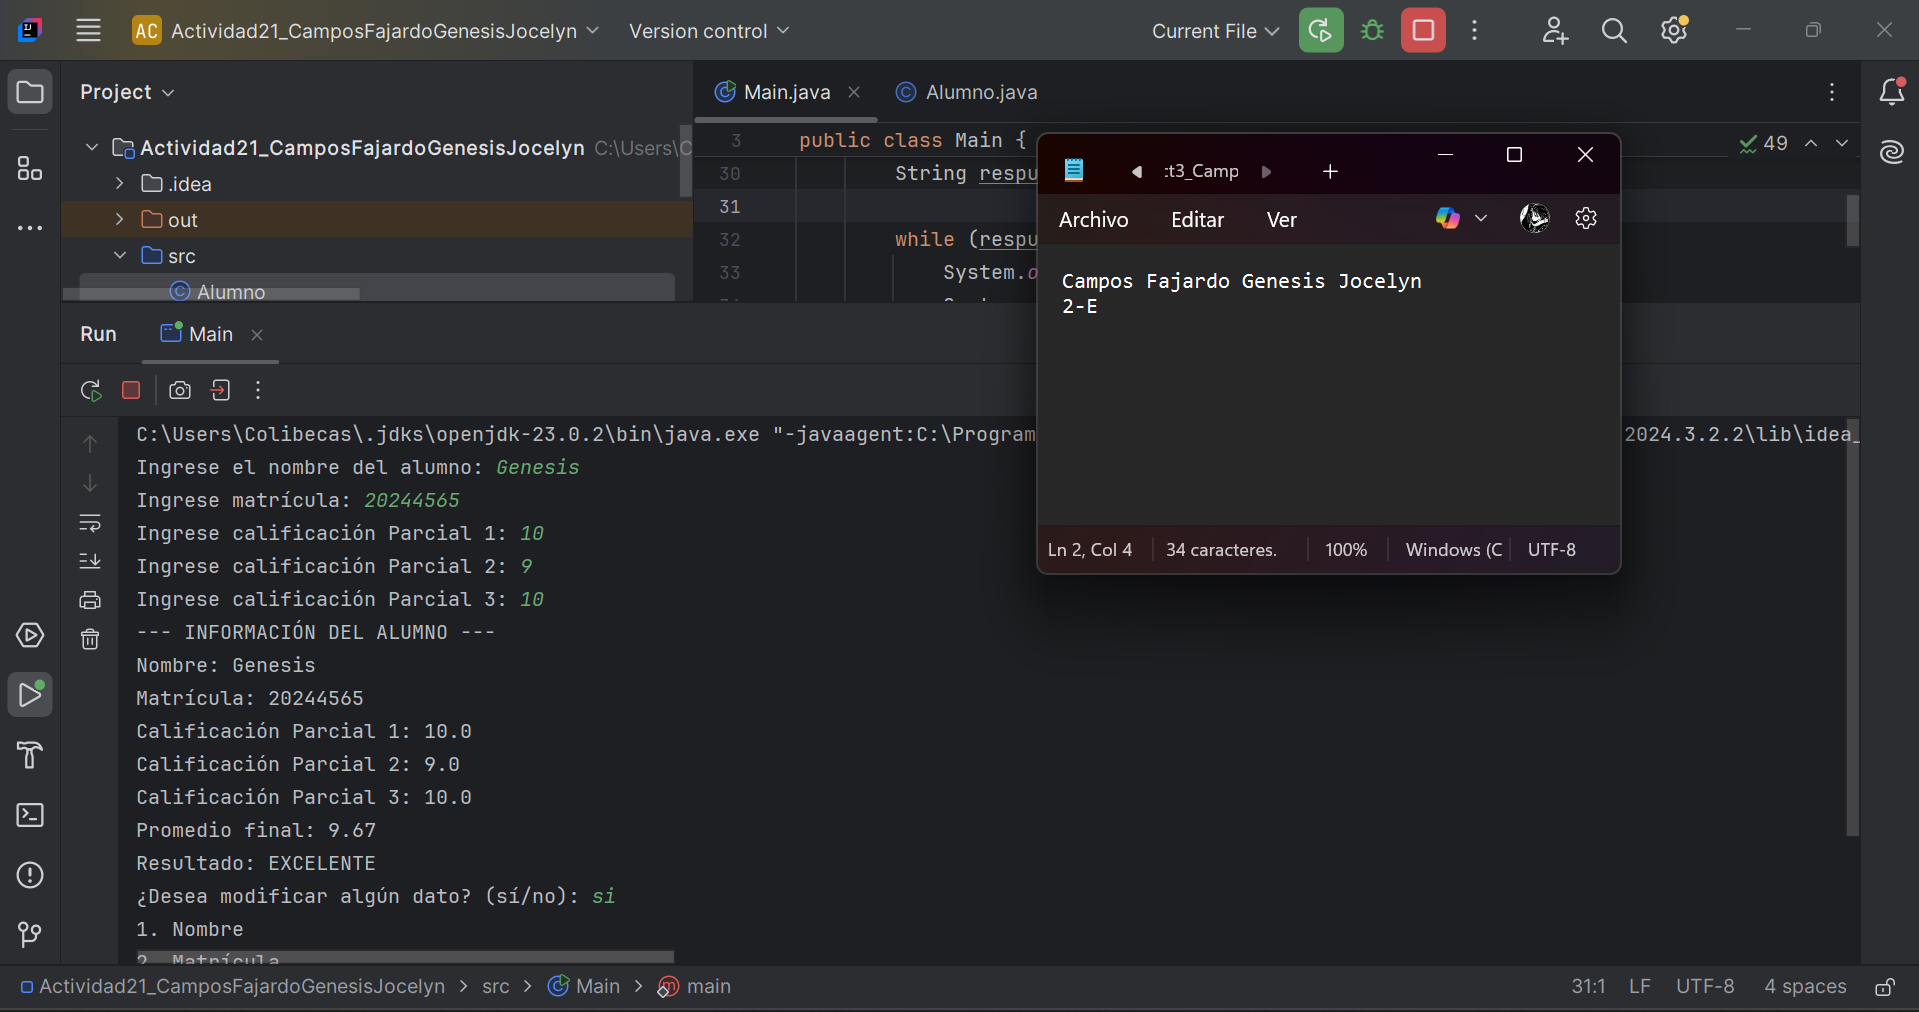 AC Actividad21_CamposFajardoGenesisJocelyn Version control Current File
Project
Main.java Alumno.java
Actividad21_CamposFajardoGenesisJocelyn C:\Users\C
.idea
out
src
Alumno
3 public class Main {
49
30 String respu
31
32 while (respu
33 System.o
:t3_Camp
Archivo Editar Ver
Campos Fajardo Genesis Jocelyn
2-E
Ln 2, Col 4 34 caracteres. 100% Windows (C UTF-8
Run Main
C:\Users\Colibecas\.jdks\openjdk-23.0.2\bin\java.exe "-javaagent:C:\Program 2024.3.2.2\lib\idea_
Ingrese el nombre del alumno: Genesis
Ingrese matrícula: 20244565
Ingrese calificación Parcial 1: 10
Ingrese calificación Parcial 2: 9
Ingrese calificación Parcial 3: 10
--- INFORMACIÓN DEL ALUMNO ---
Nombre: Genesis
Matrícula: 20244565
Calificación Parcial 1: 10.0
Calificación Parcial 2: 9.0
Calificación Parcial 3: 10.0
Promedio final: 9.67
Resultado: EXCELENTE
¿Desea modificar algún dato? (sí/no): si
1. Nombre
2. Matrícula
Actividad21_CamposFajardoGenesisJocelyn > src > Main > main
31:1 LF UTF-8 4 spaces